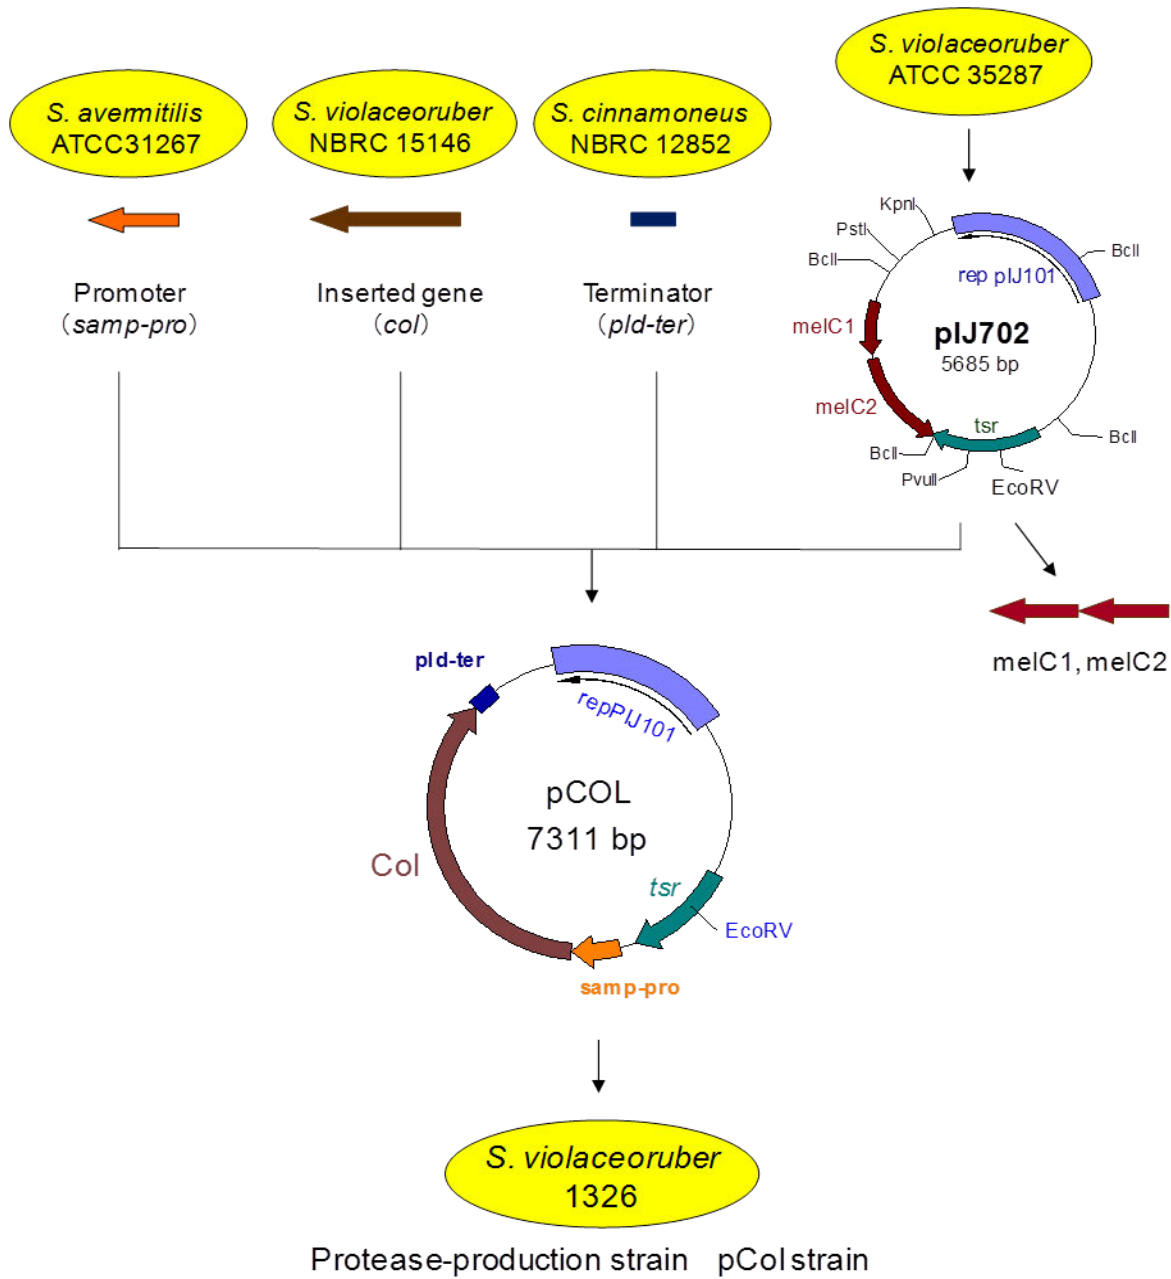 S. avermitilis
ATCC31267
S. violaceoruber
NBRC 15146
S. cinnamoneus
NBRC 12852
S. violaceoruber
ATCC 35287
Promoter
（samp-pro）
Inserted gene
（col）
Terminator
（pld-ter）
KpnI
PstI
BclI
BclI
rep pIJ101
melC1
pIJ702
5685 bp
melC2
tsr
BclI
BclI
PvuII
EcoRV
melC1, melC2
pld-ter
repPIJ101
pCOL
7311 bp
Col
tsr
EcoRV
samp-pro
S. violaceoruber
1326
Protease-production strain pCol strain